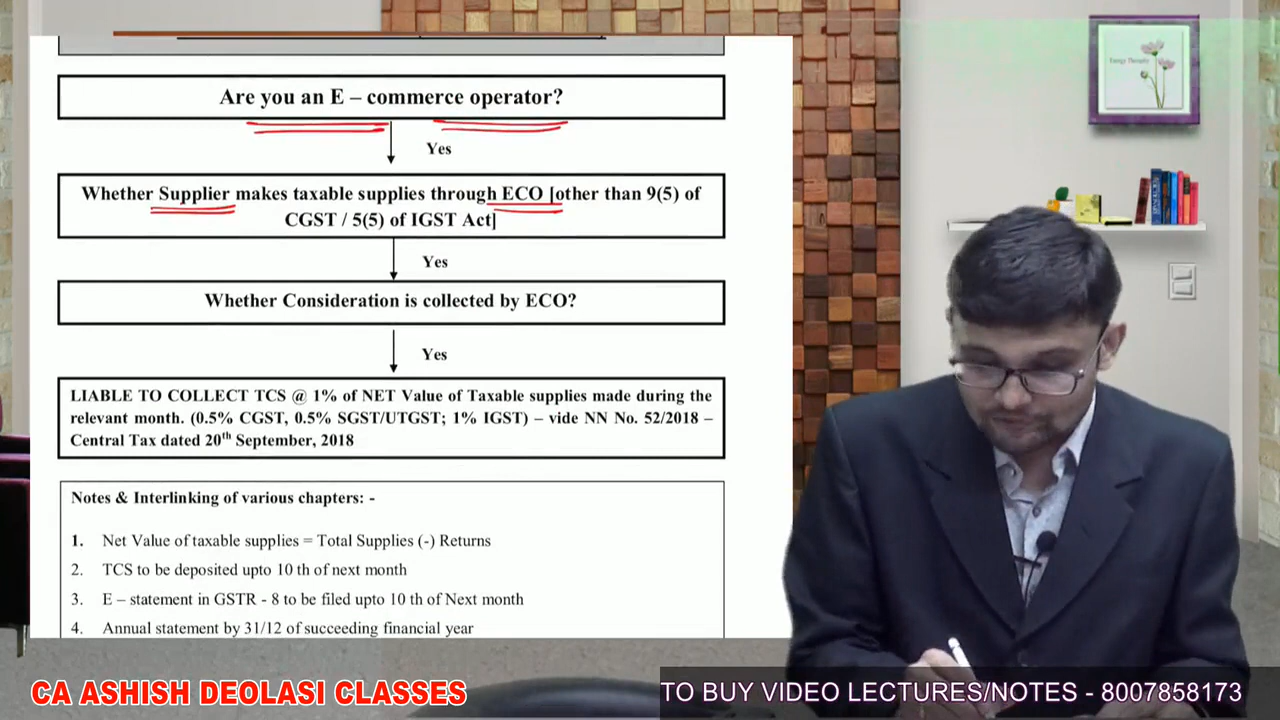 Are you an E – commerce operator?
Yes
Whether Supplier makes taxable supplies through ECO [other than 9(5) of
CGST / 5(5) of IGST Act]
Yes
Whether Consideration is collected by ECO?
Yes
LIABLE TO COLLECT TCS @ 1% of NET Value of Taxable supplies made during the
relevant month. (0.5% CGST, 0.5% SGST/UTGST; 1% IGST) – vide NN No. 52/2018 –
Central Tax dated 20th September, 2018
Notes & Interlinking of various chapters: -
1. Net Value of taxable supplies = Total Supplies (-) Returns
2. TCS to be deposited upto 10 th of next month
3. E – statement in GSTR - 8 to be filed upto 10 th of Next month
4. Annual statement by 31/12 of succeeding financial year
CA ASHISH DEOLASI CLASSES
TO BUY VIDEO LECTURES/NOTES - 8007858173